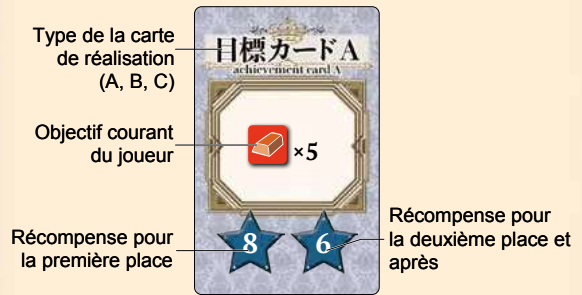 Type de la carte
de réalisation
(A, B, C)
目標カードA
achievement card A
Objectif courant
du joueur
×5
Récompense pour
la première place
8
6
Récompense pour
la deuxième place et
après